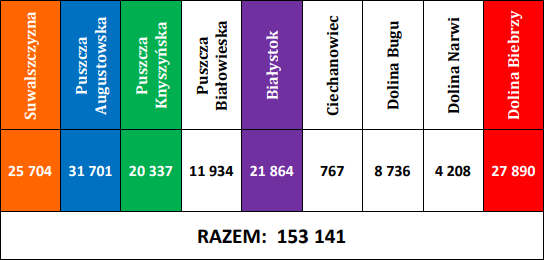 Suwalszczyzna
Puszcza
Augustowska
Puszcza
Knyszyńska
Puszcza
Białowieska
Białystok
Ciechanowiec
Dolina Bugu
Dolina Narwi
Dolina Biebrzy
25 704
31 701
20 337
11 934
21 864
767
8 736
4 208
27 890
RAZEM: 153 141